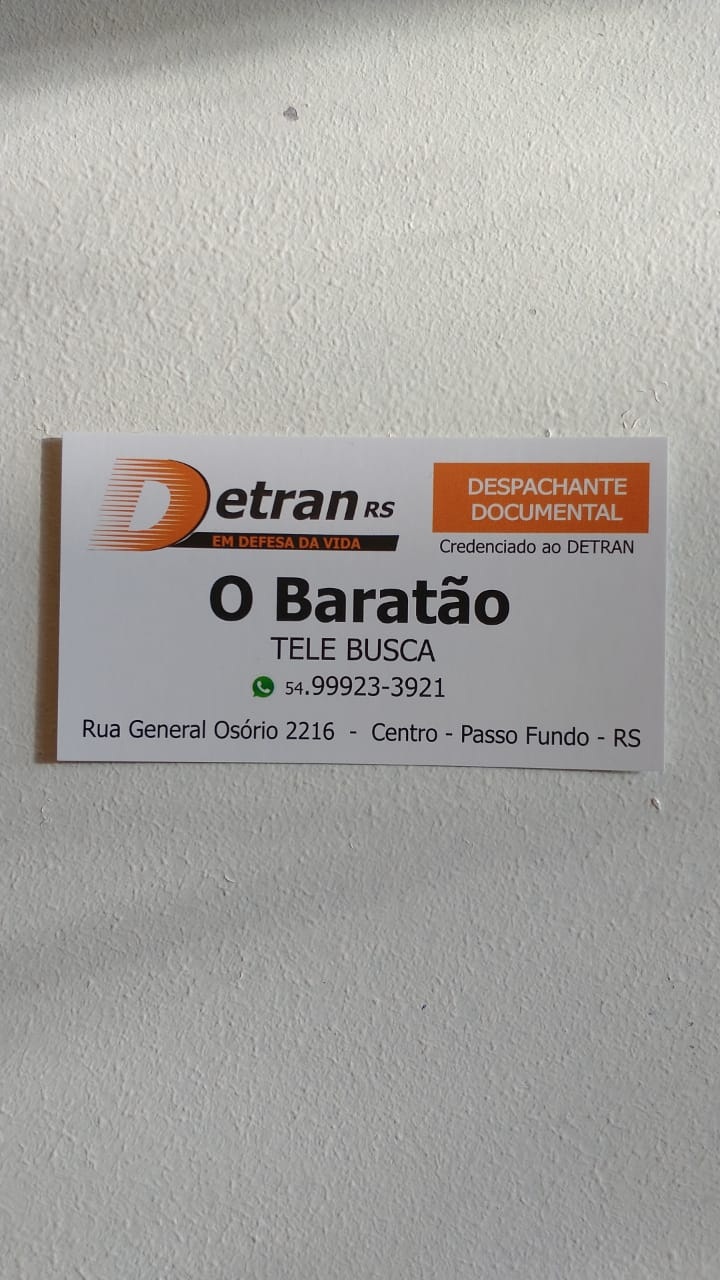 Detran RS
EM DEFESA DA VIDA
DESPACHANTE
DOCUMENTAL
Credenciado ao DETRAN
O Baratão
TELE BUSCA
54.99923-3921
Rua General Osório 2216 - Centro - Passo Fundo - RS